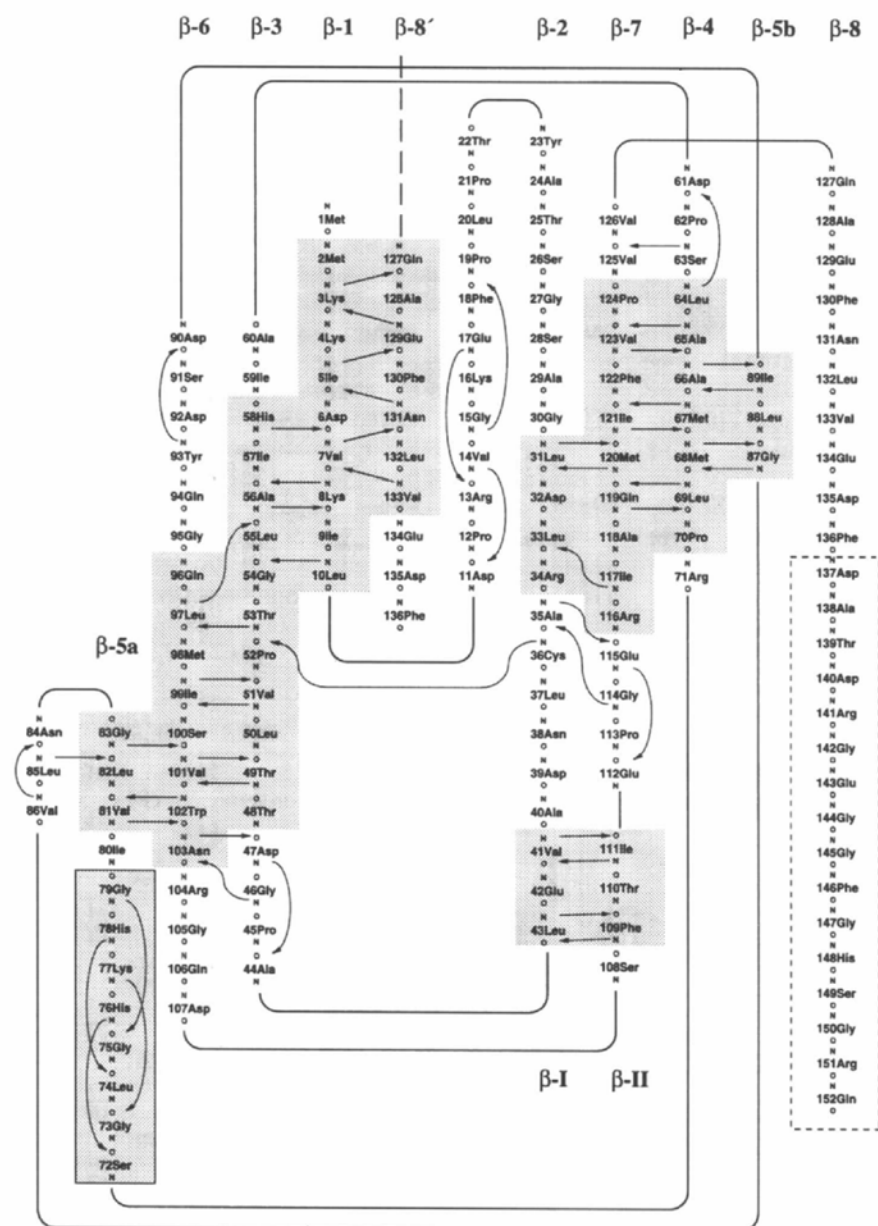 β-6 β-3 β-1 β-8´ β-2 β-7 β-4 β-5b β-8
90Asp
91Ser
92Asp
93Tyr
94Gln
95Gly
96Gln
97Leu
98Met
99Ile
100Ser
101Val
102Trp
103Asn
104Arg
105Gly
106Gln
107Asp
60Ala
59Ile
58His
57Ile
56Ala
55Leu
54Gly
53Thr
52Pro
51Val
50Leu
49Thr
48Thr
47Asp
46Gly
45Pro
44Ala
1Met
2Met
3Lys
4Lys
5Ile
6Asp
7Val
8Lys
9Ile
10Leu
127Gln
128Ala
129Glu
130Phe
131Asn
132Leu
133Val
134Glu
135Asp
136Phe
22Thr
21Pro
20Leu
19Pro
18Phe
17Glu
16Lys
15Gly
14Val
13Arg
12Pro
11Asp
23Tyr
24Ala
25Thr
26Ser
27Gly
28Ser
29Ala
30Gly
31Leu
32Asp
33Leu
34Arg
35Ala
36Cys
37Leu
38Asn
39Asp
40Ala
41Val
42Glu
43Leu
126Val
125Val
124Pro
123Val
122Phe
121Ile
120Met
119Gln
118Ala
117Ile
116Arg
115Glu
114Gly
113Pro
112Glu
111Ile
110Thr
109Phe
108Ser
61Asp
62Pro
63Ser
64Leu
65Ala
66Ala
67Met
68Met
69Leu
70Pro
71Arg
89Ile
88Leu
87Gly
127Gln
128Ala
129Glu
130Phe
131Asn
132Leu
133Val
134Glu
135Asp
136Phe
137Asp
138Ala
139Thr
140Asp
141Arg
142Gly
143Glu
144Gly
145Gly
146Phe
147Gly
148His
149Ser
150Gly
151Arg
152Gln
β-5a
84Asn
85Leu
86Val
83Gly
82Leu
81Val
80Ile
79Gly
78His
77Lys
76His
75Gly
74Leu
73Gly
72Ser
β-I β-II